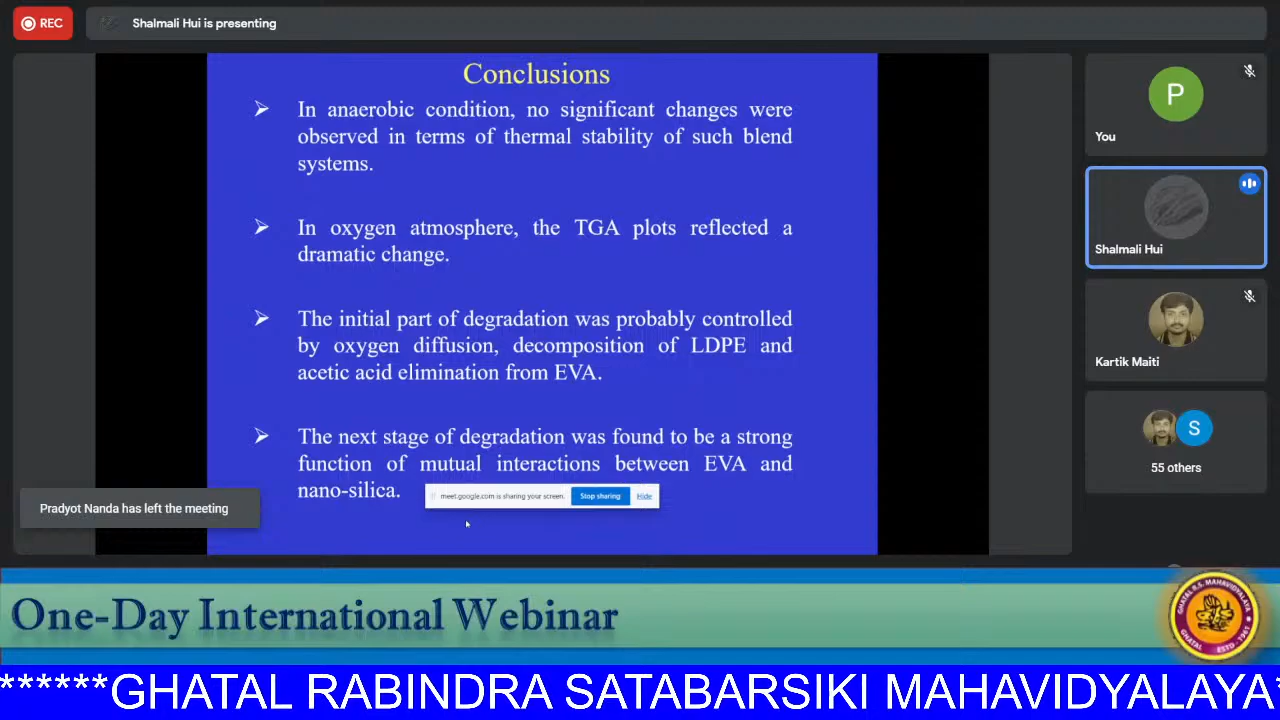 REC
Shalmali Hui is presenting
Conclusions
➢ In anaerobic condition, no significant changes were
observed in terms of thermal stability of such blend
systems.
➢ In oxygen atmosphere, the TGA plots reflected a
dramatic change.
➢ The initial part of degradation was probably controlled
by oxygen diffusion, decomposition of LDPE and
acetic acid elimination from EVA.
➢ The next stage of degradation was found to be a strong
function of mutual interactions between EVA and
nano-silica.
meet.google.com is sharing your screen.
Stop sharing
Hide
Pradyot Nanda has left the meeting
P
You
Shalmali Hui
Kartik Maiti
S
55 others
One-Day International Webinar
GHATAL R.S. MAHAVIDYALAYA
GHATAL
ESTD - 1961
******GHATAL RABINDRA SATABARSIKI MAHAVIDYALAYA*